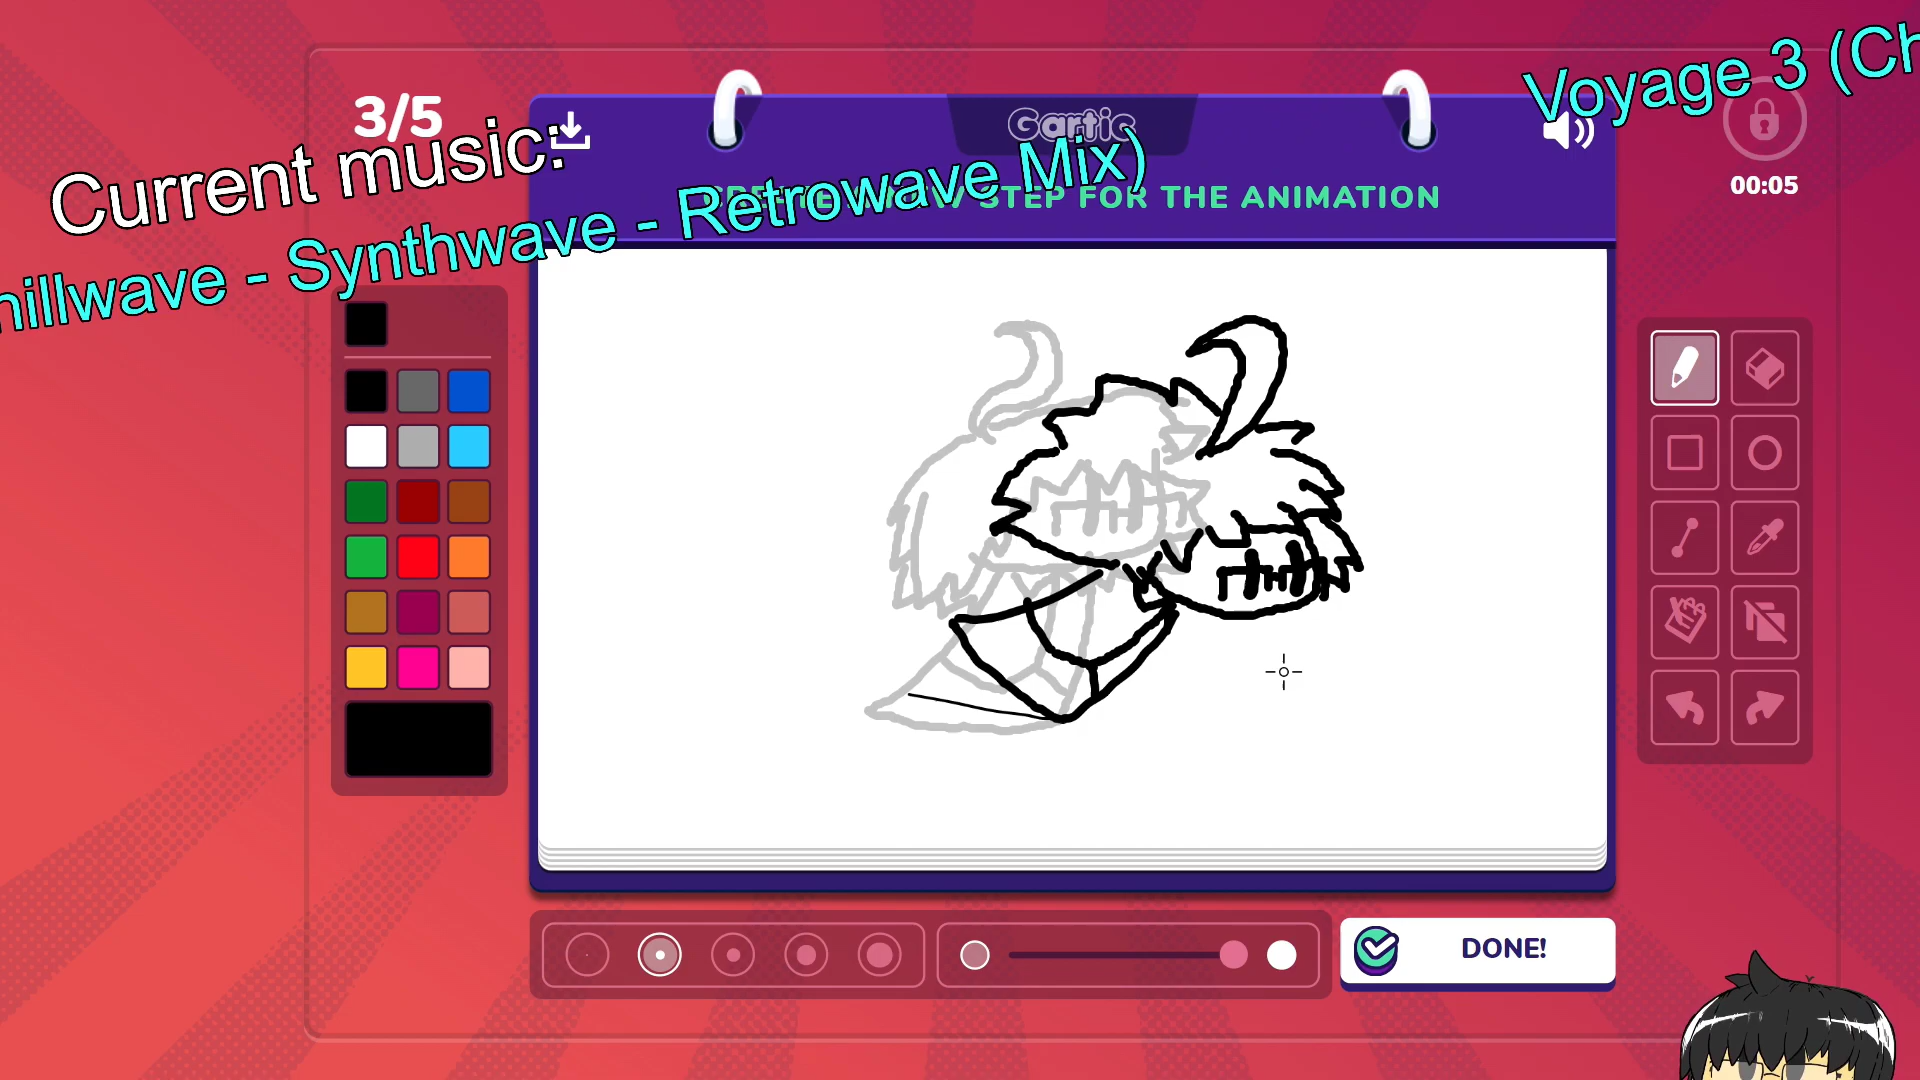 3/5
Current music:
Voyage 3 (Ch
hillwave - Synthwave - Retrowave Mix)
Gartic
STEP FOR THE ANIMATION
00:05
DONE!